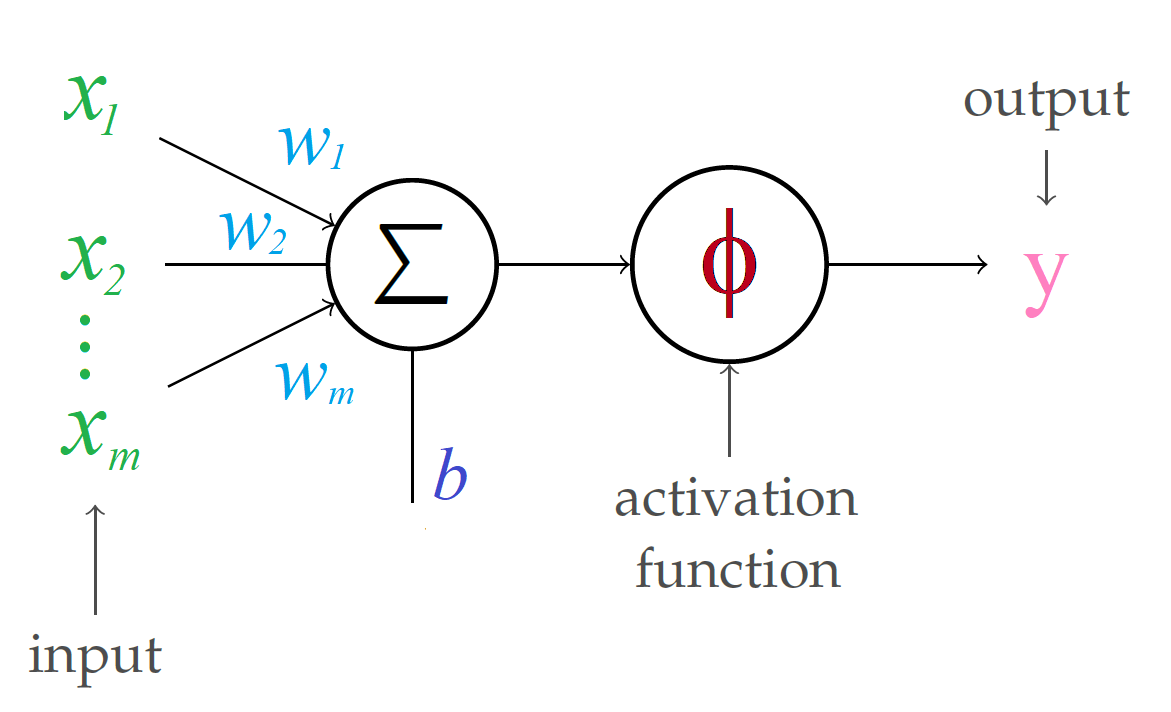 x₁
w₁
output
x₂
w₂
∑
ϕ
y
⋮
wₘ
xₘ
b
activation
function
input